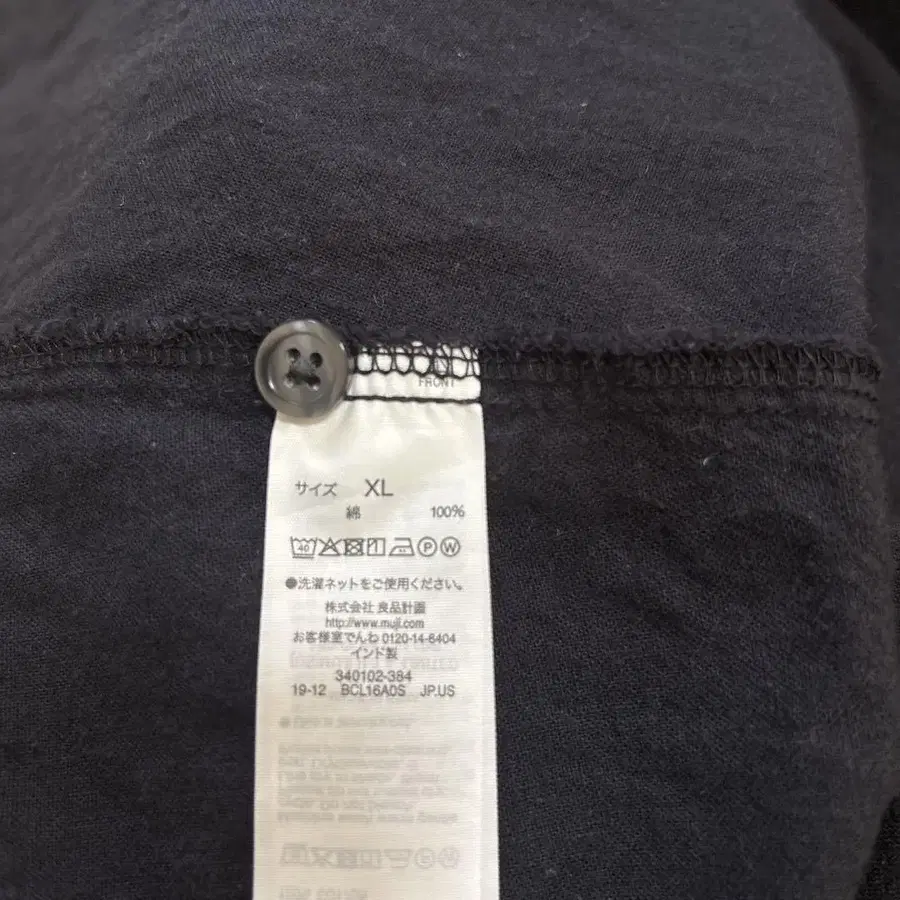 FRONT
サイズ XL
綿 100%
40 P W
●洗濯ネットをご使用ください。
株式会社 良品計画
http://www.muji.com
お客様室でんわ 0120-14-6404
インド製
340102-384
19-12 BCL16A0S JP.US